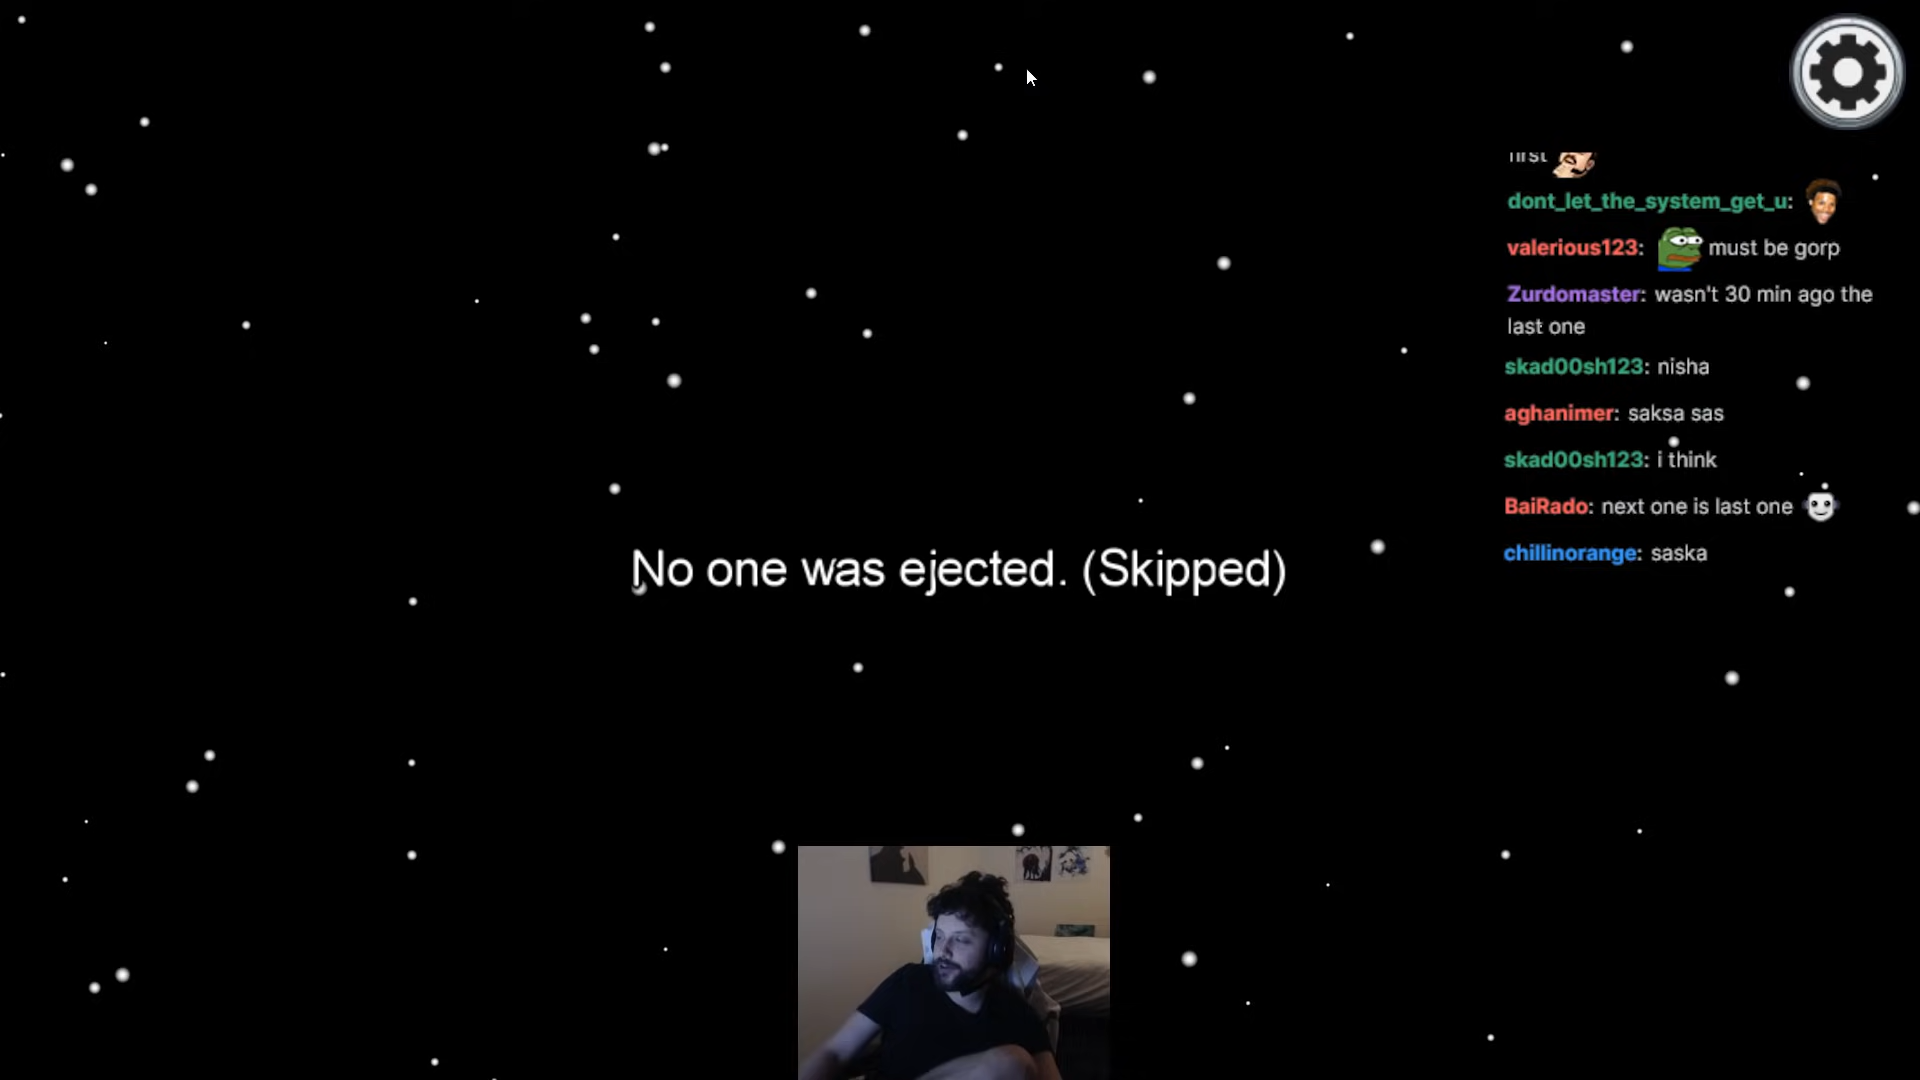 first
dont_let_the_system_get_u:
valerious123: must be gorp
Zurdomaster: wasn't 30 min ago the
last one
skad00sh123: nisha
aghanimer: saksa sas
skad00sh123: i think
BaiRado: next one is last one
chillinorange: saska
No one was ejected. (Skipped)